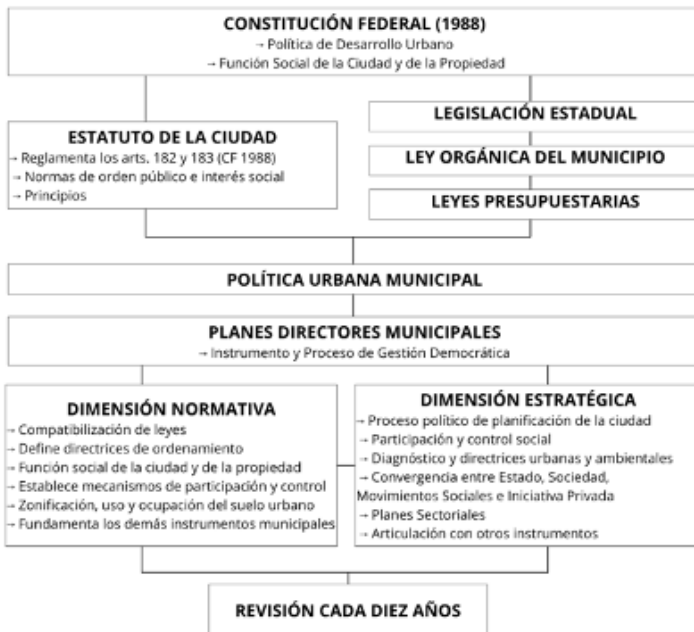 CONSTITUCIÓN FEDERAL (1988)
→ Política de Desarrollo Urbano
→ Función Social de la Ciudad y de la Propiedad
ESTATUTO DE LA CIUDAD
→ Reglamenta los arts. 182 y 183 (CF 1988)
→ Normas de orden público e interés social
→ Principios
LEGISLACIÓN ESTADUAL
LEY ORGÁNICA DEL MUNICIPIO
LEYES PRESUPUESTARIAS
POLÍTICA URBANA MUNICIPAL
PLANES DIRECTORES MUNICIPALES
→ Instrumento y Proceso de Gestión Democrática
DIMENSIÓN NORMATIVA
→ Compatibilización de leyes
→ Define directrices de ordenamiento
→ Función social de la ciudad y de la propiedad
→ Establece mecanismos de participación y control
→ Zonificación, uso y ocupación del suelo urbano
→ Fundamenta los demás instrumentos municipales
DIMENSIÓN ESTRATÉGICA
→ Proceso político de planificación de la ciudad
→ Participación y control social
→ Diagnóstico y directrices urbanas y ambientales
→ Convergencia entre Estado, Sociedad,
Movimientos Sociales e Iniciativa Privada
→ Planes Sectoriales
→ Articulación con otros instrumentos
REVISIÓN CADA DIEZ AÑOS